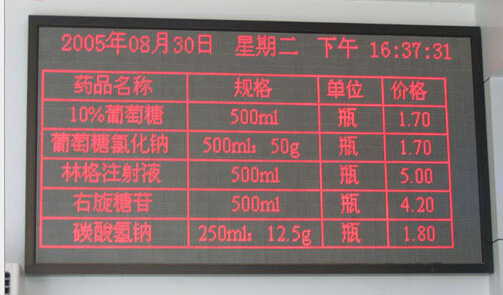 2005年08月30日 星期二 下午 16:37:31
药品名称 规格 单位 价格
10%葡萄糖 500ml 瓶 1.70
葡萄糖氯化钠 500ml: 50g 瓶 1.70
林格注射液 500ml 瓶 5.00
右旋糖苷 500ml 瓶 4.20
碳酸氢钠 250ml: 12.5g 瓶 1.80